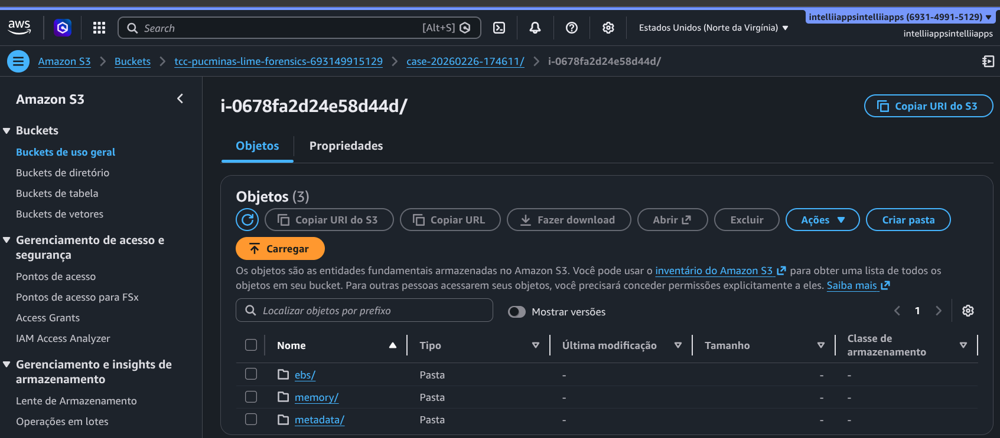 intelliiappsintelliiapps (6931-4991-5129) ▼
aws
Search
[Alt+S]
Estados Unidos (Norte da Virgínia) ▼
intelliiappsintelliiapps
Amazon S3 > Buckets > tcc-pucminas-lime-forensics-693149915129 > case-20260226-174611/ > i-0678fa2d24e58d44d/
Amazon S3
Buckets
Buckets de uso geral
Buckets de diretório
Buckets de tabela
Buckets de vetores
Gerenciamento de acesso e
segurança
Pontos de acesso
Pontos de acesso para FSx
Access Grants
IAM Access Analyzer
Gerenciamento e insights de
armazenamento
Lente de Armazenamento
Operações em lotes
i-0678fa2d24e58d44d/
Copiar URI do S3
Objetos
Propriedades
Objetos (3)
Copiar URI do S3
Copiar URL
Fazer download
Abrir
Excluir
Ações ▼
Criar pasta
Carregar
Os objetos são as entidades fundamentais armazenadas no Amazon S3. Você pode usar o inventário do Amazon S3 para obter uma lista de todos os
objetos em seu bucket. Para outras pessoas acessarem seus objetos, você precisará conceder permissões explicitamente a eles. Saiba mais
Localizar objetos por prefixo
Mostrar versões
< 1 >
Nome
Tipo
Última modificação
Tamanho
Classe de
armazenamento
ebs/ Pasta - - -
memory/ Pasta - - -
metadata/ Pasta - - -